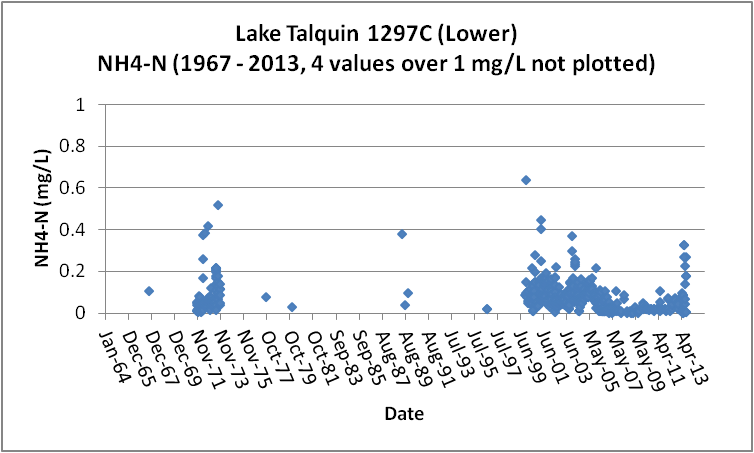 Lake Talquin 1297C (Lower)
NH4-N (1967 - 2013, 4 values over 1 mg/L not plotted)
NH4-N (mg/L)
1
0.8
0.6
0.4
0.2
0
Jan-64
Dec-65
Dec-67
Dec-69
Nov-71
Nov-73
Nov-75
Oct-77
Oct-79
Oct-81
Sep-83
Sep-85
Aug-87
Aug-89
Aug-91
Jul-93
Jul-95
Jul-97
Jun-99
Jun-01
Jun-03
May-05
May-07
May-09
Apr-11
Apr-13
Date